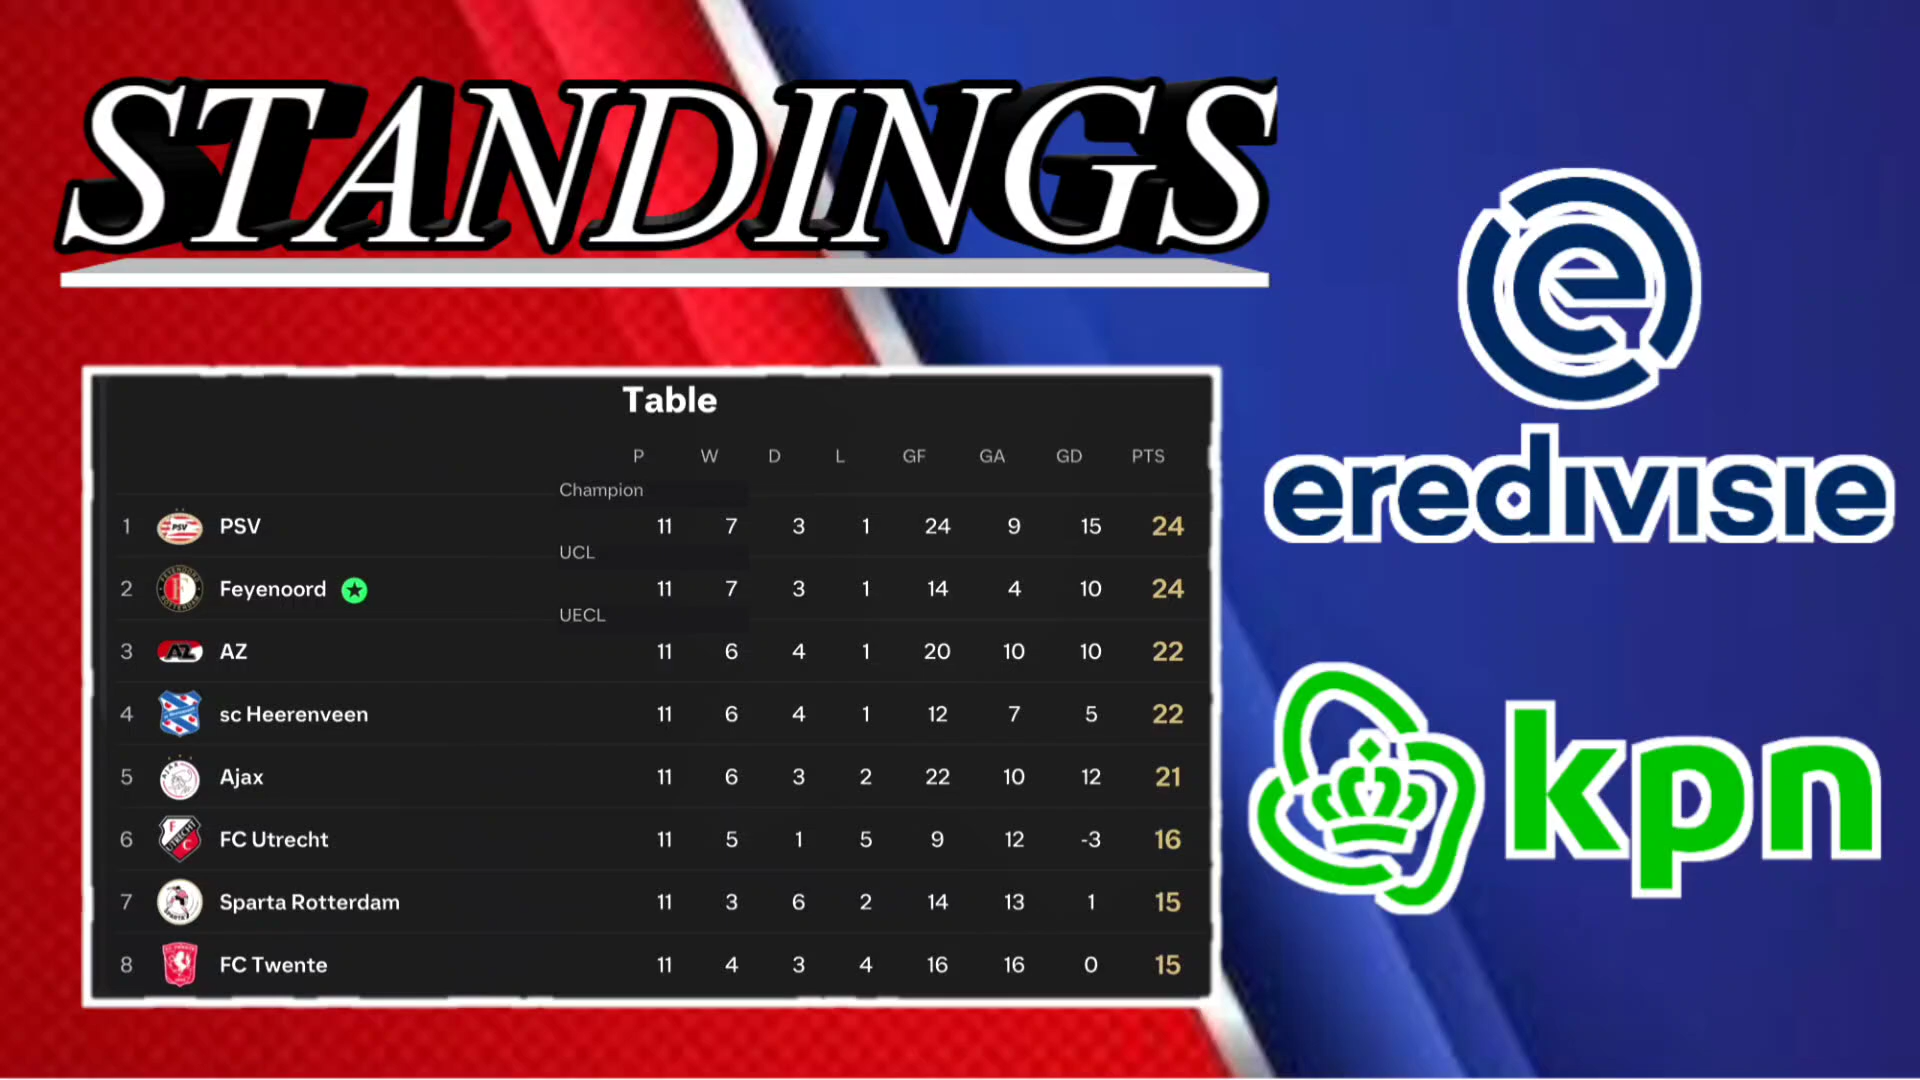 STANDINGS
Table
P W D L GF GA GD PTS
Champion
1 PSV PSV 11 7 3 1 24 9 15 24
UCL
2 Feyenoord 11 7 3 1 14 4 10 24
UECL
3 AZ AZ 11 6 4 1 20 10 10 22
4 sc Heerenveen 11 6 4 1 12 7 5 22
5 AJAX Ajax 11 6 3 2 22 10 12 21
6 F UTRECHT C FC Utrecht 11 5 1 5 9 12 -3 16
7 SPARTA Sparta Rotterdam 11 3 6 2 14 13 1 15
8 FC Twente 11 4 3 4 16 16 0 15
e
eredivisie
kpn